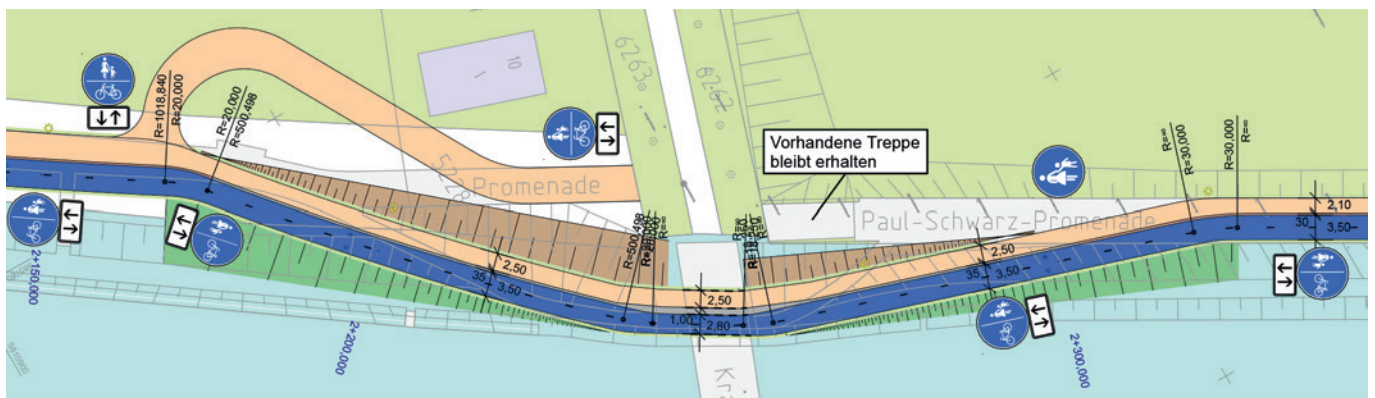 R=1018,840
R=20,000
R=20,000
R=500,498
10
I
6263
6262
5228
Promenade
Vorhandene Treppe
bleibt erhalten
Paul-Schwarz-Promenade
R=∞
R=30,000
R=30,000
R=∞
R=500,498
R=∞
R=∞
2,10
30
3,50
2,50
35
3,50
2,50
1,00
2,80
2,50
35
3,50
2+150,000
2+200,000
2+300,000
Kr